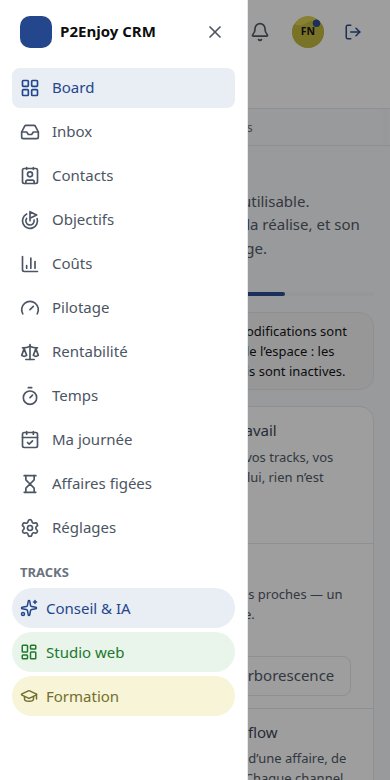 P2Enjoy CRM
FN
Board
Inbox
Contacts
Objectifs
Coûts
Pilotage
Rentabilité
Temps
Ma journée
Affaires figées
Réglages
TRACKS
Conseil & IA
Studio web
Formation
utilisable.
la réalise, et son
ge.
odifications sont
e l'espace : les
s sont inactives.
avail
vos tracks, vos
lui, rien n'est
s proches — un
e.
rborescence
flow
d'une affaire, de
Chaque channel